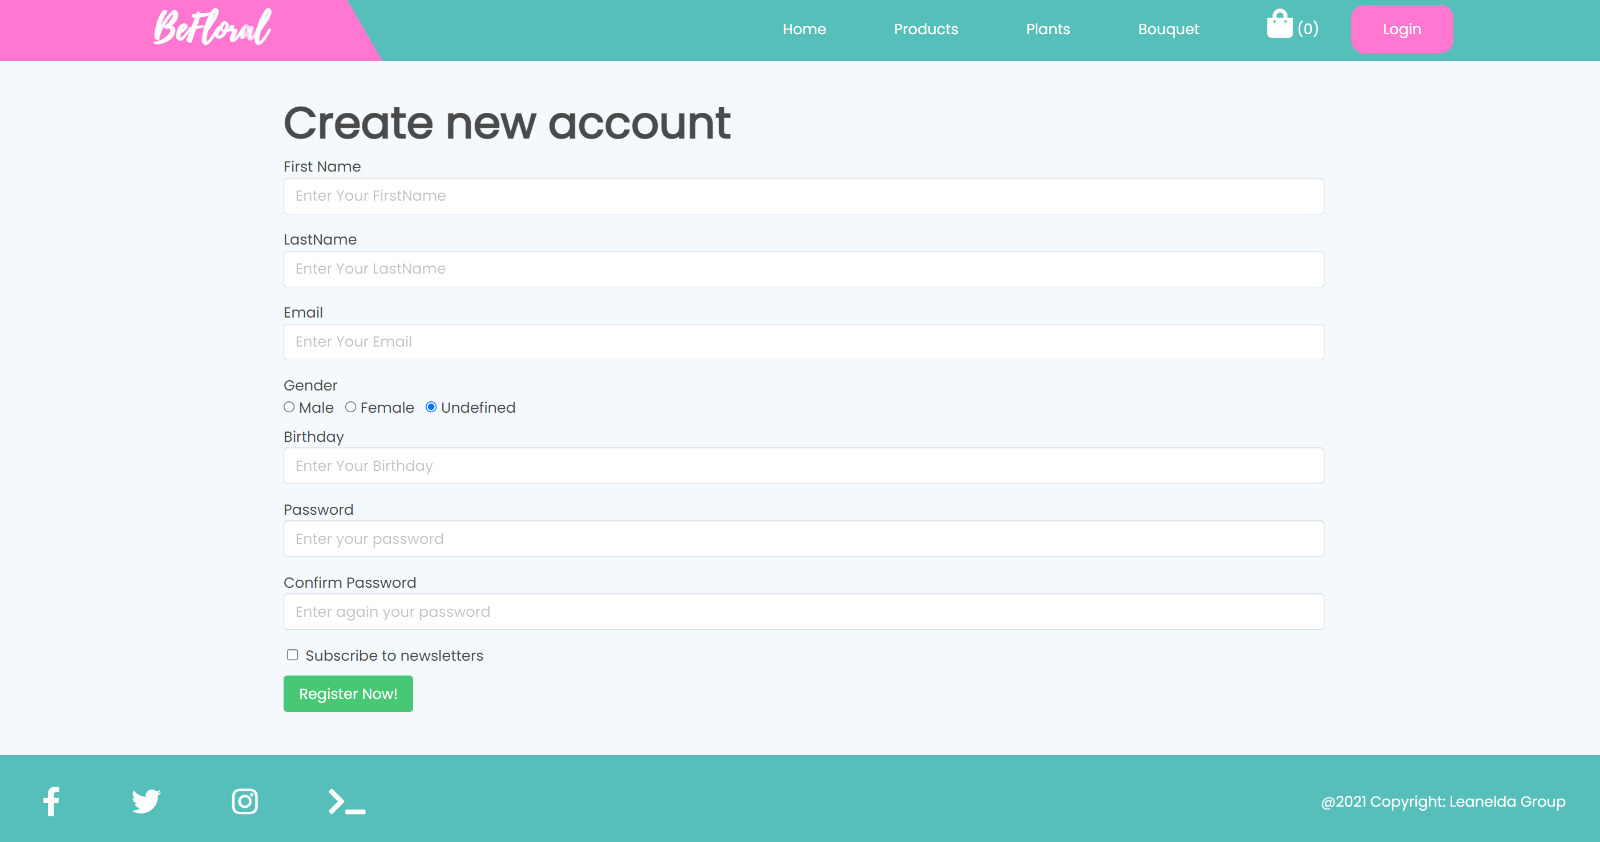 BeFloral
Home Products Plants Bouquet (0) Login
Create new account
First Name
Enter Your FirstName
LastName
Enter Your LastName
Email
Enter Your Email
Gender
Male Female Undefined
Birthday
Enter Your Birthday
Password
Enter your password
Confirm Password
Enter again your password
Subscribe to newsletters
Register Now!
@2021 Copyright: Leanelda Group